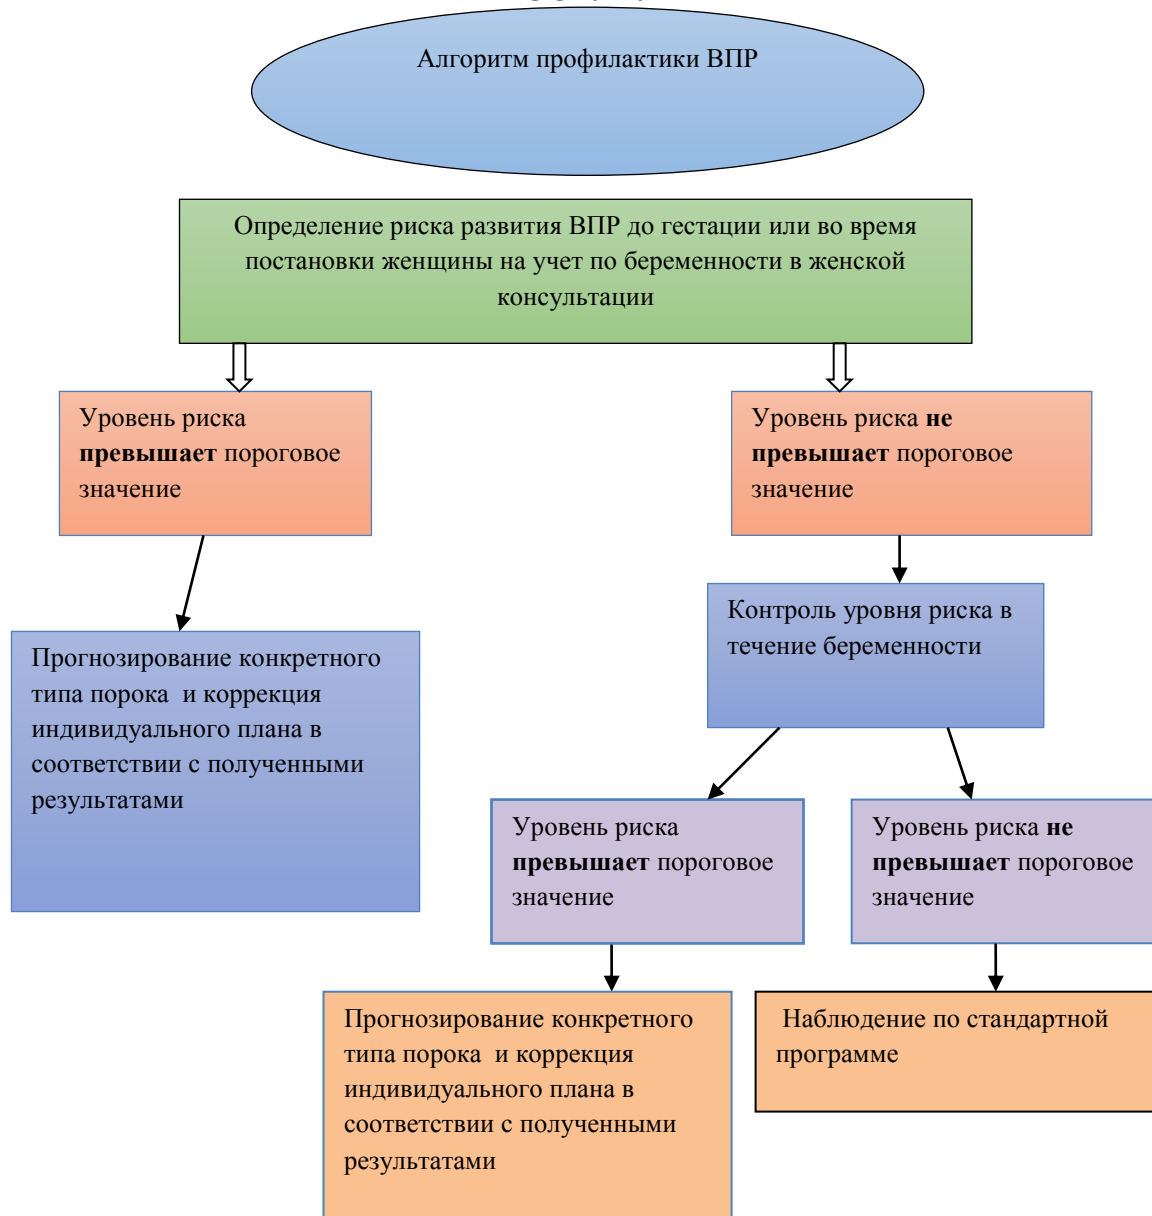 Алгоритм профилактики ВПР
Определение риска развития ВПР до гестации или во время
постановки женщины на учет по беременности в женской
консультации
Уровень риска
превышает пороговое
значение
Уровень риска не
превышает пороговое
значение
Контроль уровня риска в
течение беременности
Прогнозирование конкретного
типа порока и коррекция
индивидуального плана в
соответствии с полученными
результатами
Уровень риска
превышает пороговое
значение
Уровень риска не
превышает пороговое
значение
Прогнозирование конкретного
типа порока и коррекция
индивидуального плана в
соответствии с полученными
результатами
Наблюдение по стандартной
программе